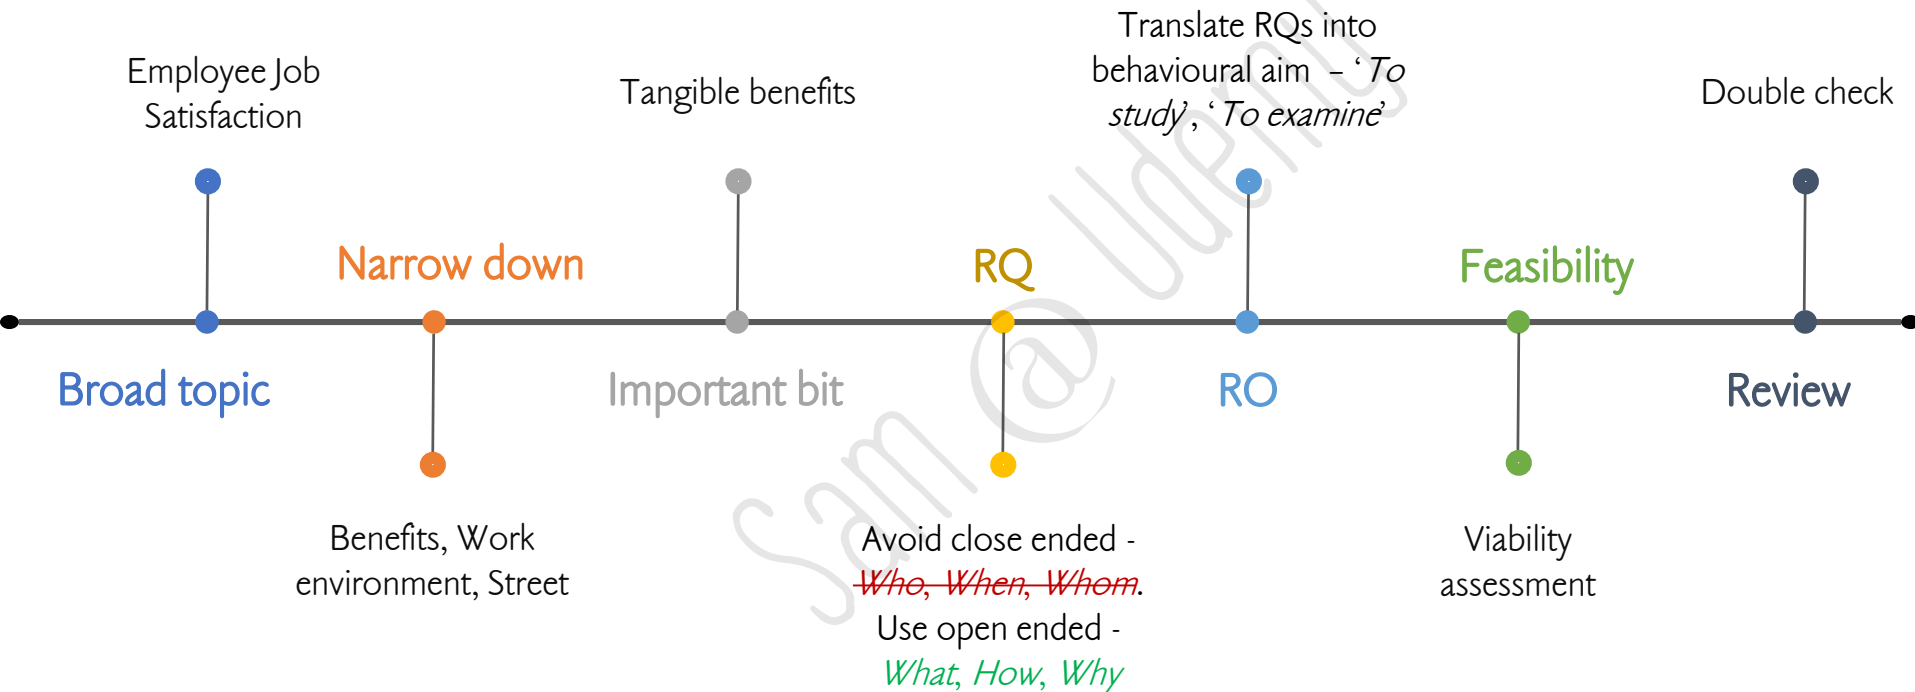 Employee Job
Satisfaction
Broad topic
Narrow down
Benefits, Work
environment, Street
Tangible benefits
Important bit
RQ
Avoid close ended -
Who, When, Whom.
Use open ended -
What, How, Why
Translate RQs into
behavioural aim – ‘To
study’, ‘To examine’
RO
Feasibility
Viability
assessment
Double check
Review
Sam @ Udemy